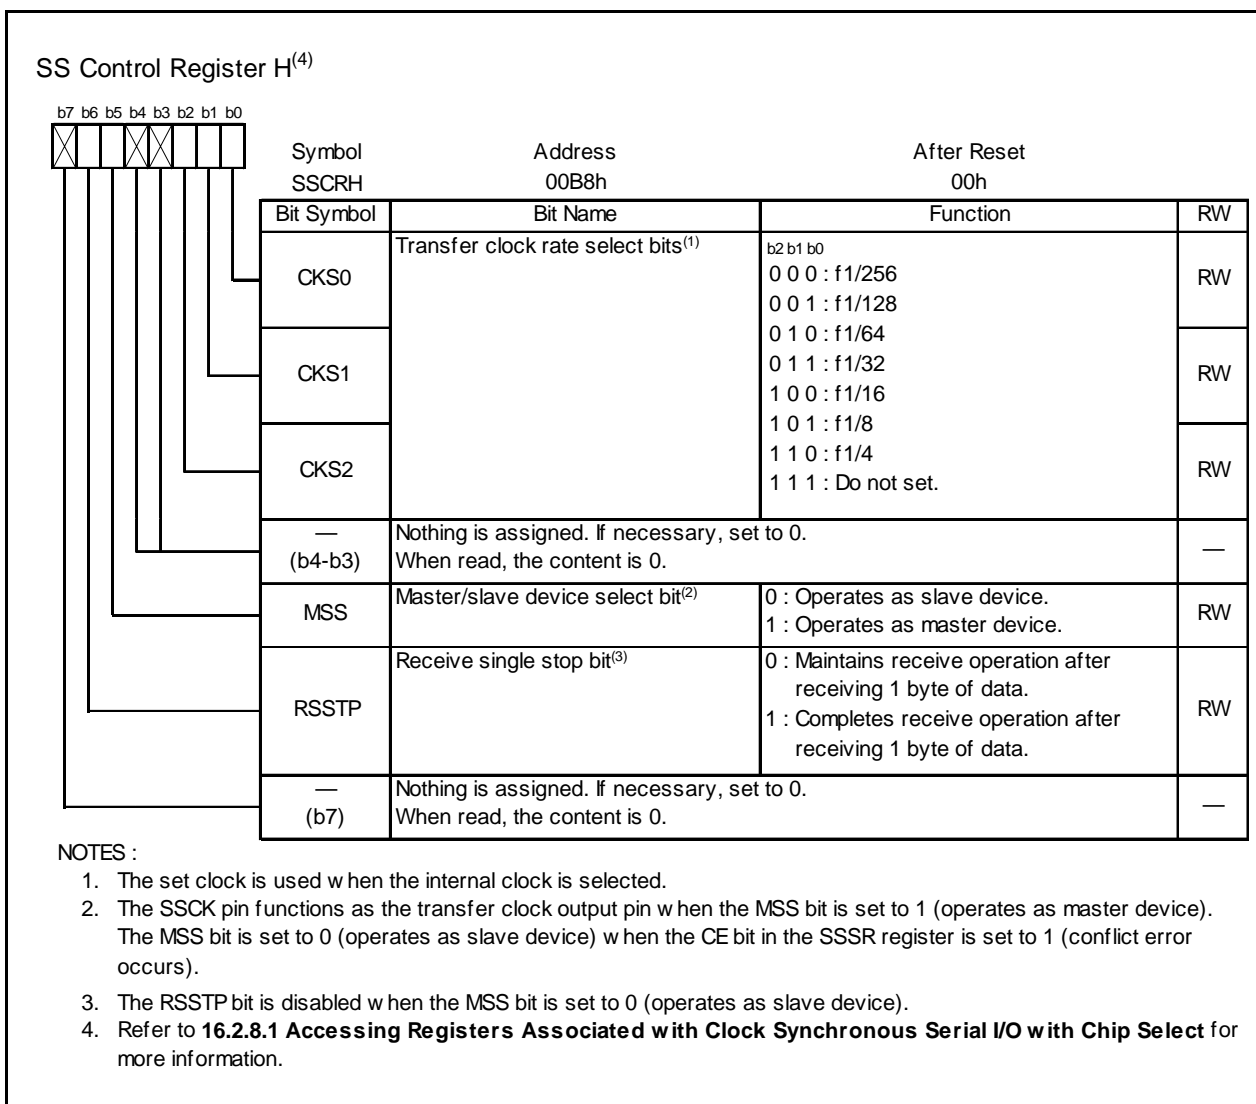 SS Control Register H(4)
b7 b6 b5 b4 b3 b2 b1 b0
Symbol Address After Reset
SSCRH 00B8h 00h
Bit Symbol Bit Name Function RW
CKS0 Transfer clock rate select bits(1) b2 b1 b0
0 0 0 : f1/256 RW
0 0 1 : f1/128
0 1 0 : f1/64
CKS1 0 1 1 : f1/32 RW
1 0 0 : f1/16
1 0 1 : f1/8
CKS2 1 1 0 : f1/4 RW
1 1 1 : Do not set.
— Nothing is assigned. If necessary, set to 0. —
(b4-b3) When read, the content is 0.
MSS Master/slave device select bit(2) 0 : Operates as slave device. RW
1 : Operates as master device.
RSSTP Receive single stop bit(3) 0 : Maintains receive operation after RW
receiving 1 byte of data.
1 : Completes receive operation after
receiving 1 byte of data.
— Nothing is assigned. If necessary, set to 0. —
(b7) When read, the content is 0.
NOTES :
1. The set clock is used when the internal clock is selected.
2. The SSCK pin functions as the transfer clock output pin when the MSS bit is set to 1 (operates as master device).
The MSS bit is set to 0 (operates as slave device) when the CE bit in the SSSR register is set to 1 (conflict error
occurs).
3. The RSSTP bit is disabled when the MSS bit is set to 0 (operates as slave device).
4. Refer to 16.2.8.1 Accessing Registers Associated with Clock Synchronous Serial I/O with Chip Select for
more information.